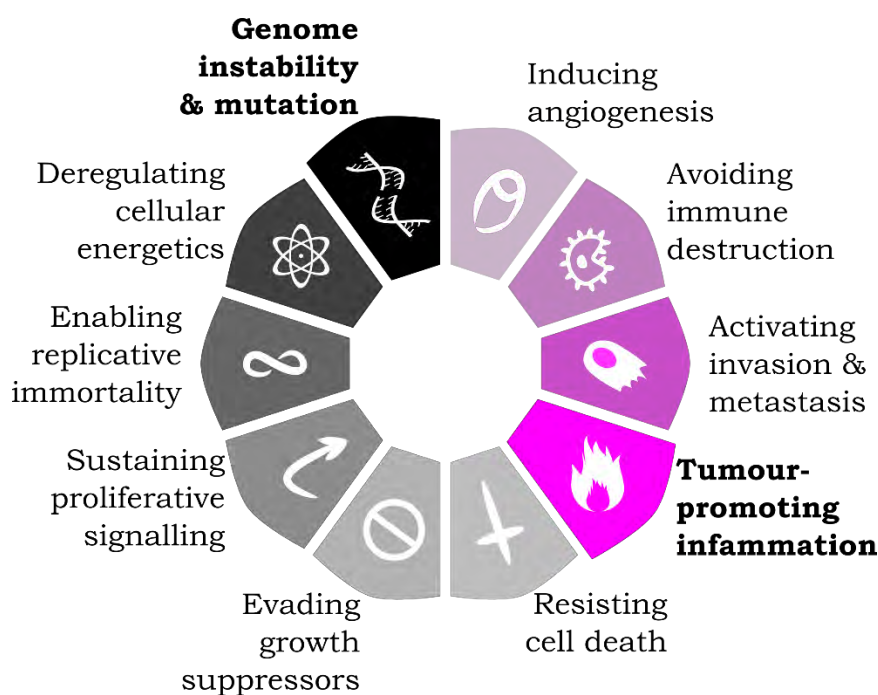 Genome
instability
& mutation
Inducing
angiogenesis
Avoiding
immune
destruction
Activating
invasion &
metastasis
Tumour-
promoting
infammation
Resisting
cell death
Evading
growth
suppressors
Sustaining
proliferative
signalling
Enabling
replicative
immortality
Deregulating
cellular
energetics